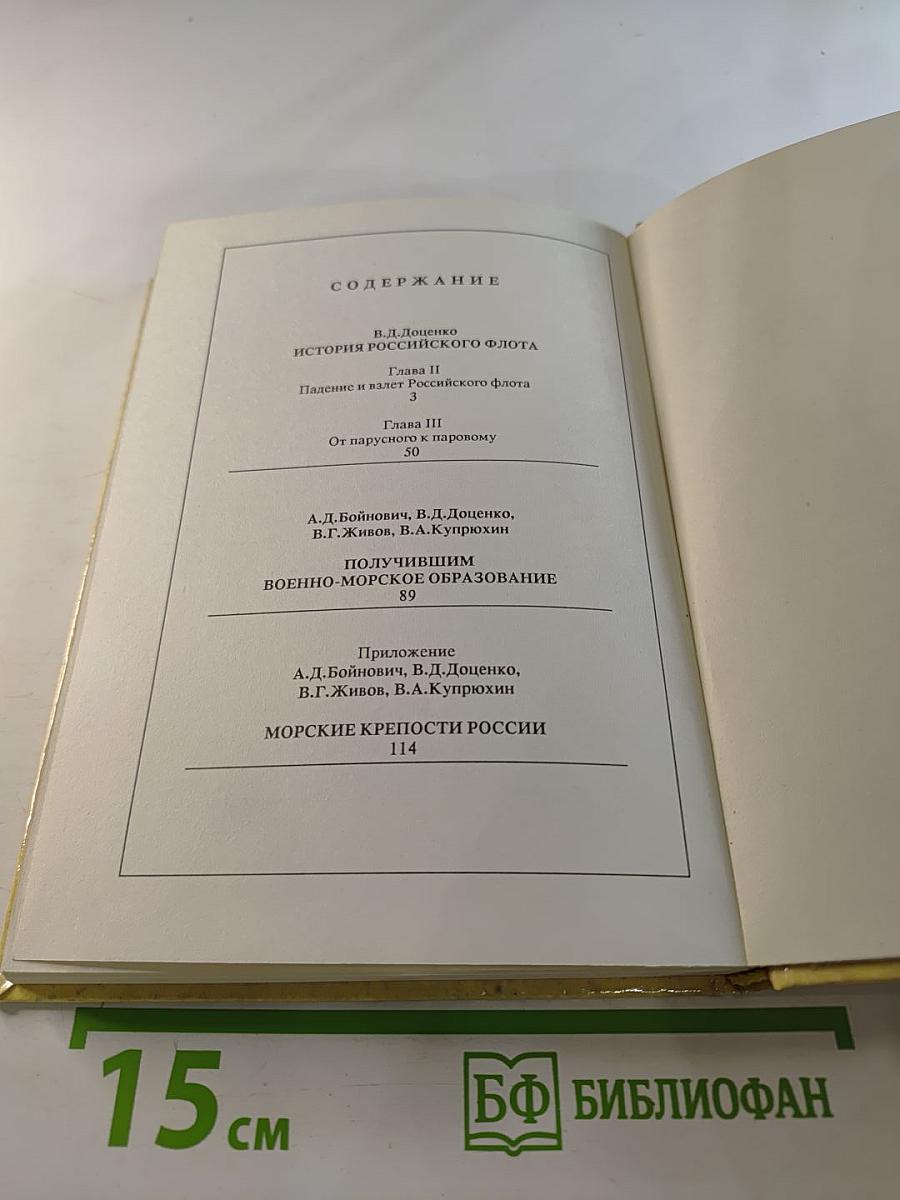 СОДЕРЖАНИЕ
В.Д.Доценко
ИСТОРИЯ РОССИЙСКОГО ФЛОТА
Глава II
Падение и взлет Российского флота
3
Глава III
От парусного к паровому
50
А.Д.Бойнович, В.Д.Доценко,
В.Г.Живов, В.А.Купрюхин
ПОЛУЧИВШИМ
ВОЕННО-МОРСКОЕ ОБРАЗОВАНИЕ
89
Приложение
А.Д.Бойнович, В.Д.Доценко,
В.Г.Живов, В.А.Купрюхин
МОРСКИЕ КРЕПОСТИ РОССИИ
114
15 см
БФ БИБЛИОФАН